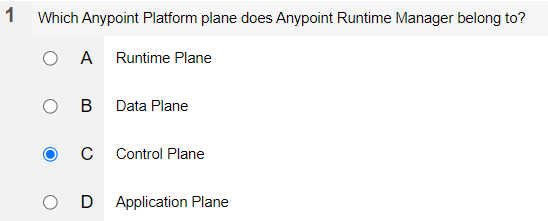 1 Which Anypoint Platform plane does Anypoint Runtime Manager belong to?
A Runtime Plane
B Data Plane
C Control Plane
D Application Plane